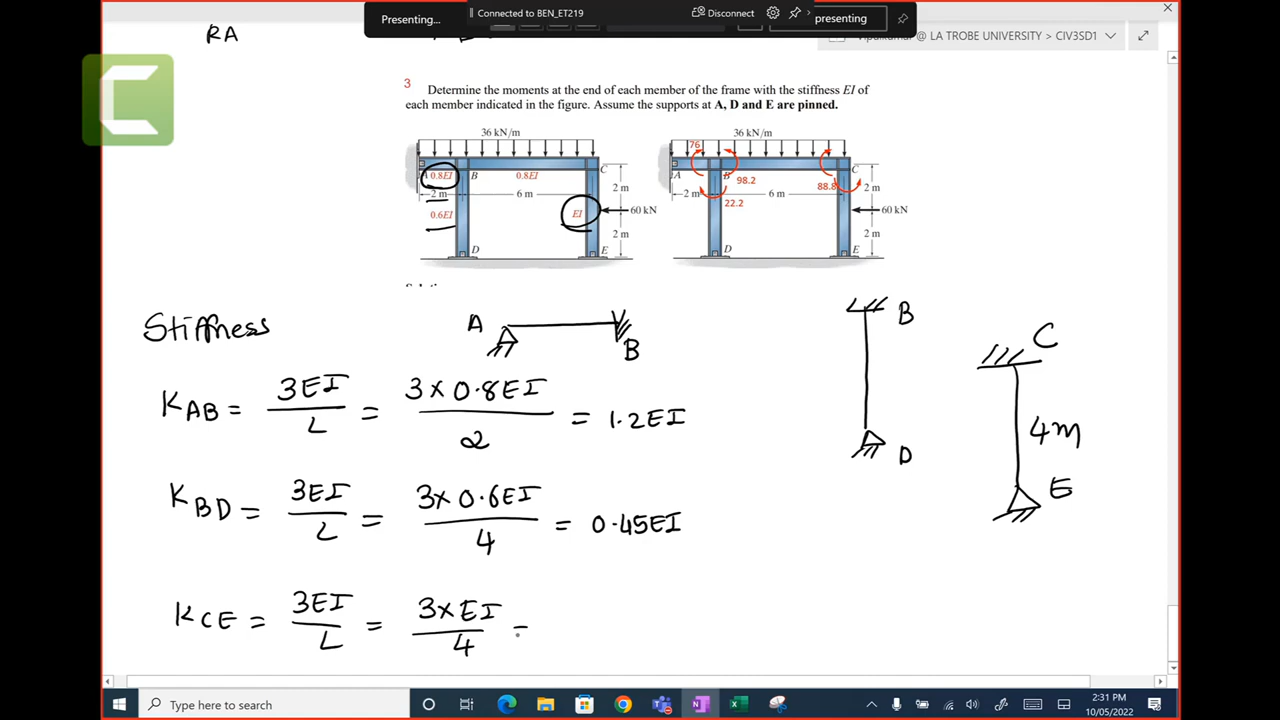 Presenting...
Connected to BEN_ET219
Disconnect
presenting
RA
@ LA TROBE UNIVERSITY > CIV3SD1
3
Determine the moments at the end of each member of the frame with the stiffness EI of
each member indicated in the figure. Assume the supports at A, D and E are pinned.
36 kN/m
A 0.8EI B 0.8EI C
2 m
6 m
2 m
0.6EI
EI
60 kN
2 m
D
E
36 kN/m
76
A B C
98.2
88.8
2 m
2 m
6 m
22.2
60 kN
2 m
D
E
Stiffness
A
B
B
D
C
4m
E
KAB = 3EI / L = 3 x 0.8EI / 2 = 1.2EI
KBD = 3EI / L = 3 x 0.6EI / 4 = 0.45EI
KCE = 3EI / L = 3 x EI / 4 =
Type here to search
2:31 PM
10/05/2022